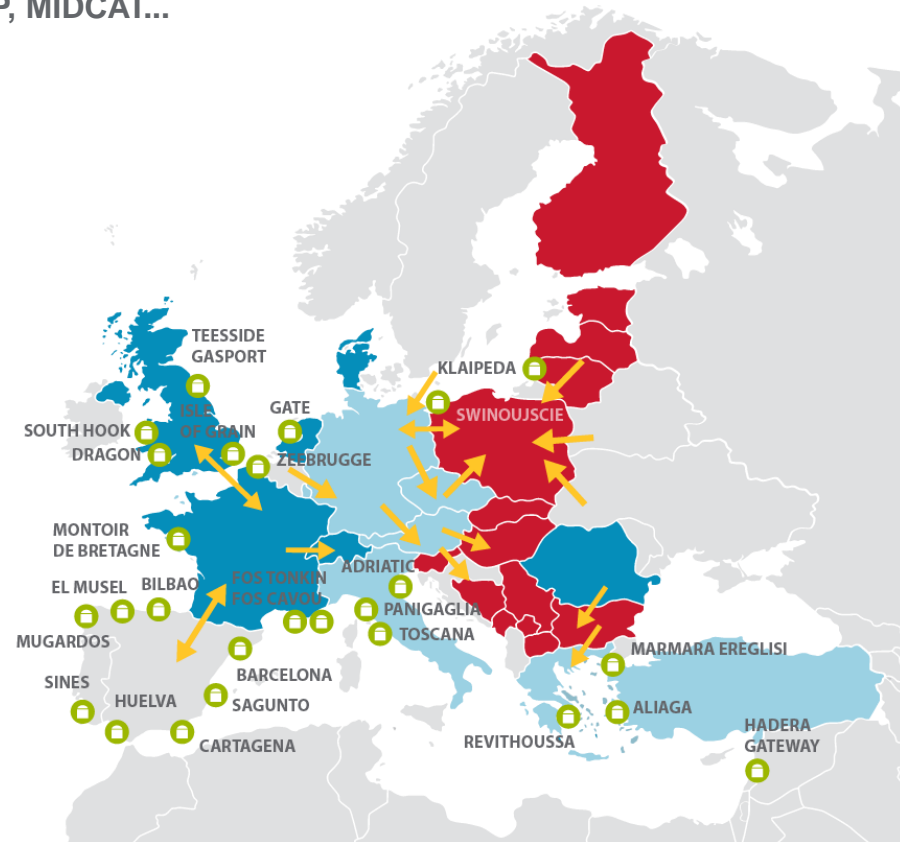 P, MIDCAT...
TEESSIDE
GASPORT
KLAIPEDA
ISLE
OF GRAIN
GATE
SWINOUJSCIE
SOUTH HOOK
DRAGON
ZEEBRUGGE
MONTOIR
DE BRETAGNE
ADRIATIC
EL MUSEL
BILBAO
FOS TONKIN
FOS CAVOU
PANIGAGLIA
MUGARDOS
TOSCANA
MARMARA EREGLISI
BARCELONA
SINES
HUELVA
SAGUNTO
ALIAGA
CARTAGENA
REVITHOUSSA
HADERA
GATEWAY